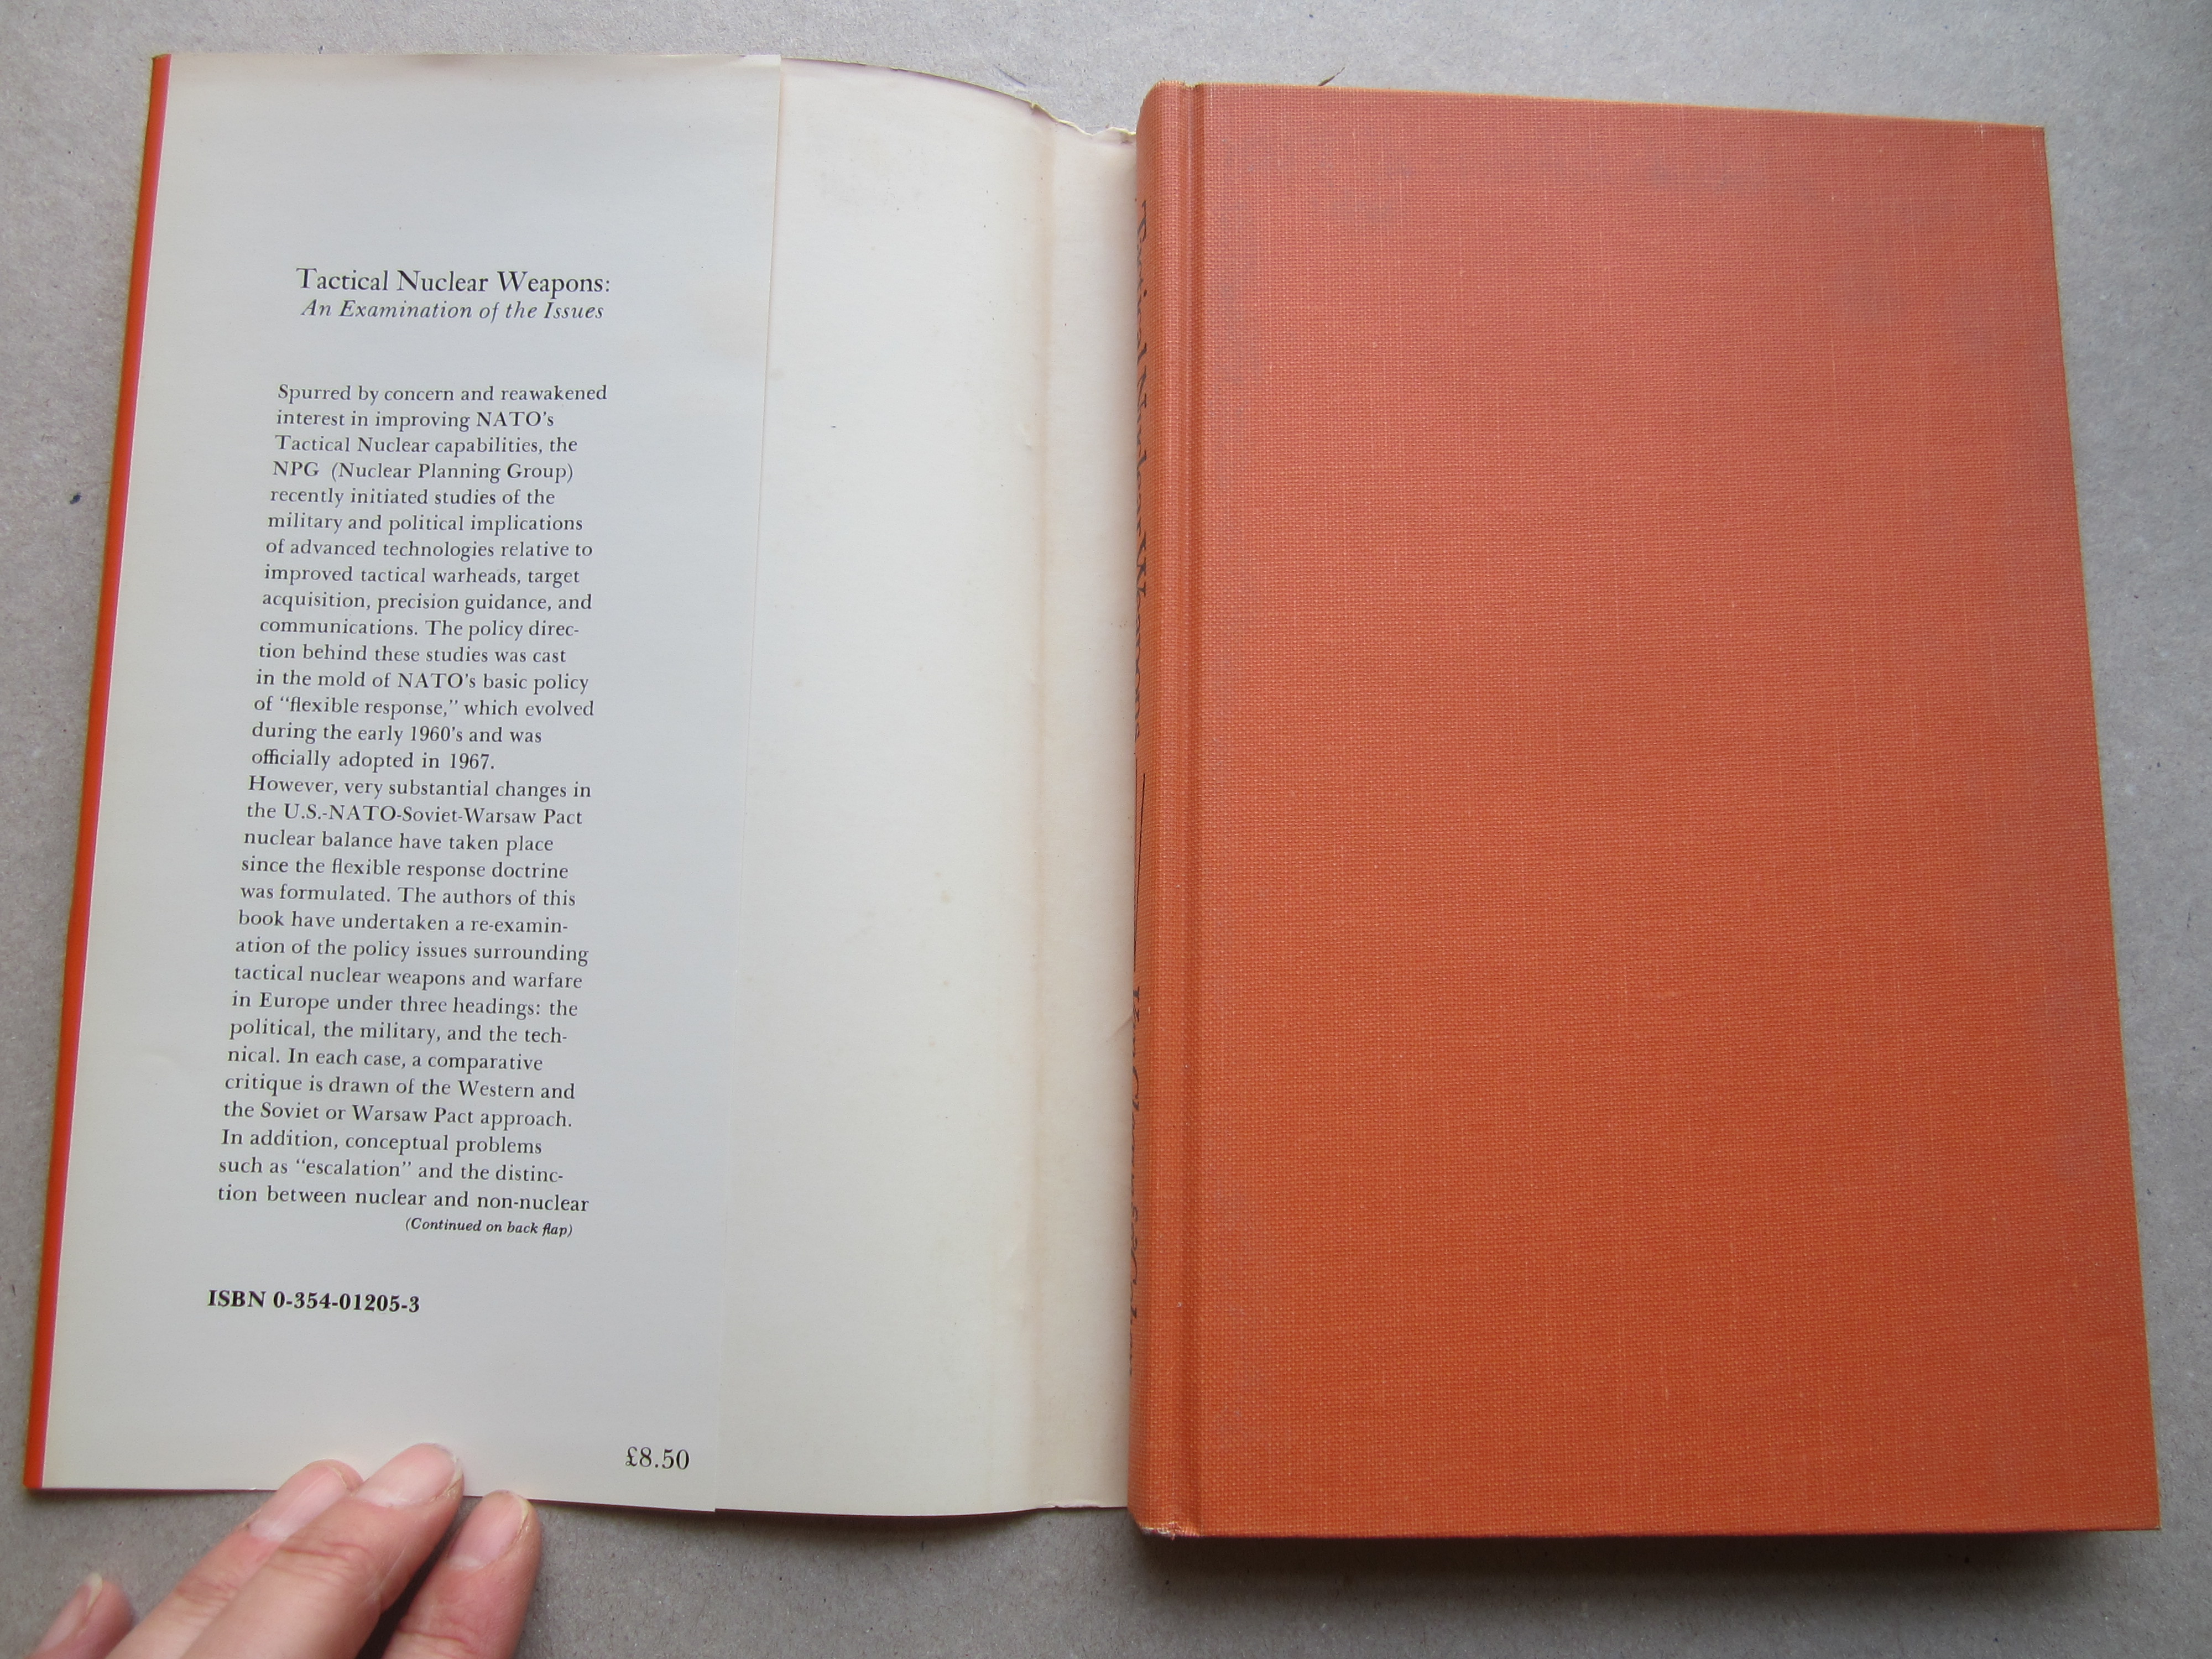 Tactical Nuclear Weapons:
An Examination of the Issues
Spurred by concern and reawakened
interest in improving NATO's
Tactical Nuclear capabilities, the
NPG (Nuclear Planning Group)
recently initiated studies of the
military and political implications
of advanced technologies relative to
improved tactical warheads, target
acquisition, precision guidance, and
communications. The policy direc-
tion behind these studies was cast
in the mold of NATO's basic policy
of "flexible response," which evolved
during the early 1960's and was
officially adopted in 1967.
However, very substantial changes in
the U.S.-NATO-Soviet-Warsaw Pact
nuclear balance have taken place
since the flexible response doctrine
was formulated. The authors of this
book have undertaken a re-examin-
ation of the policy issues surrounding
tactical nuclear weapons and warfare
in Europe under three headings: the
political, the military, and the tech-
nical. In each case, a comparative
critique is drawn of the Western and
the Soviet or Warsaw Pact approach.
In addition, conceptual problems
such as "escalation" and the distinc-
tion between nuclear and non-nuclear
(Continued on back flap)
ISBN 0-354-01205-3
£8.50
Tactical Nuclear Weapons